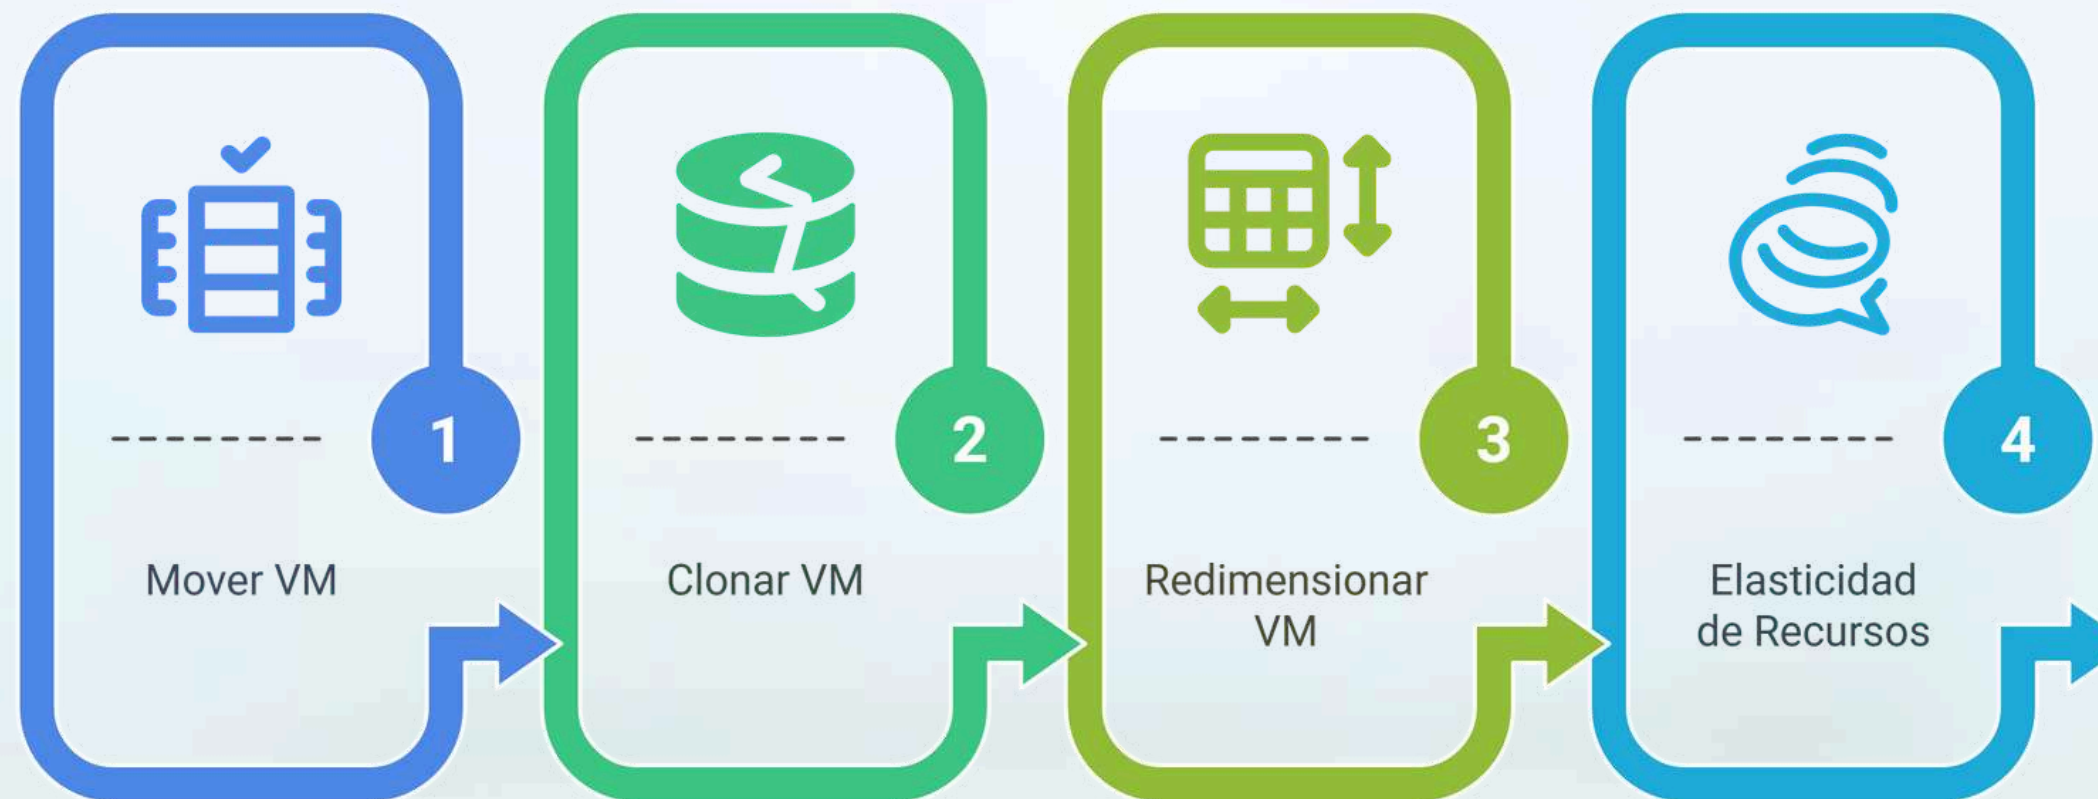 1
Mover VM
2
Clonar VM
3
Redimensionar
VM
4
Elasticidad
de Recursos